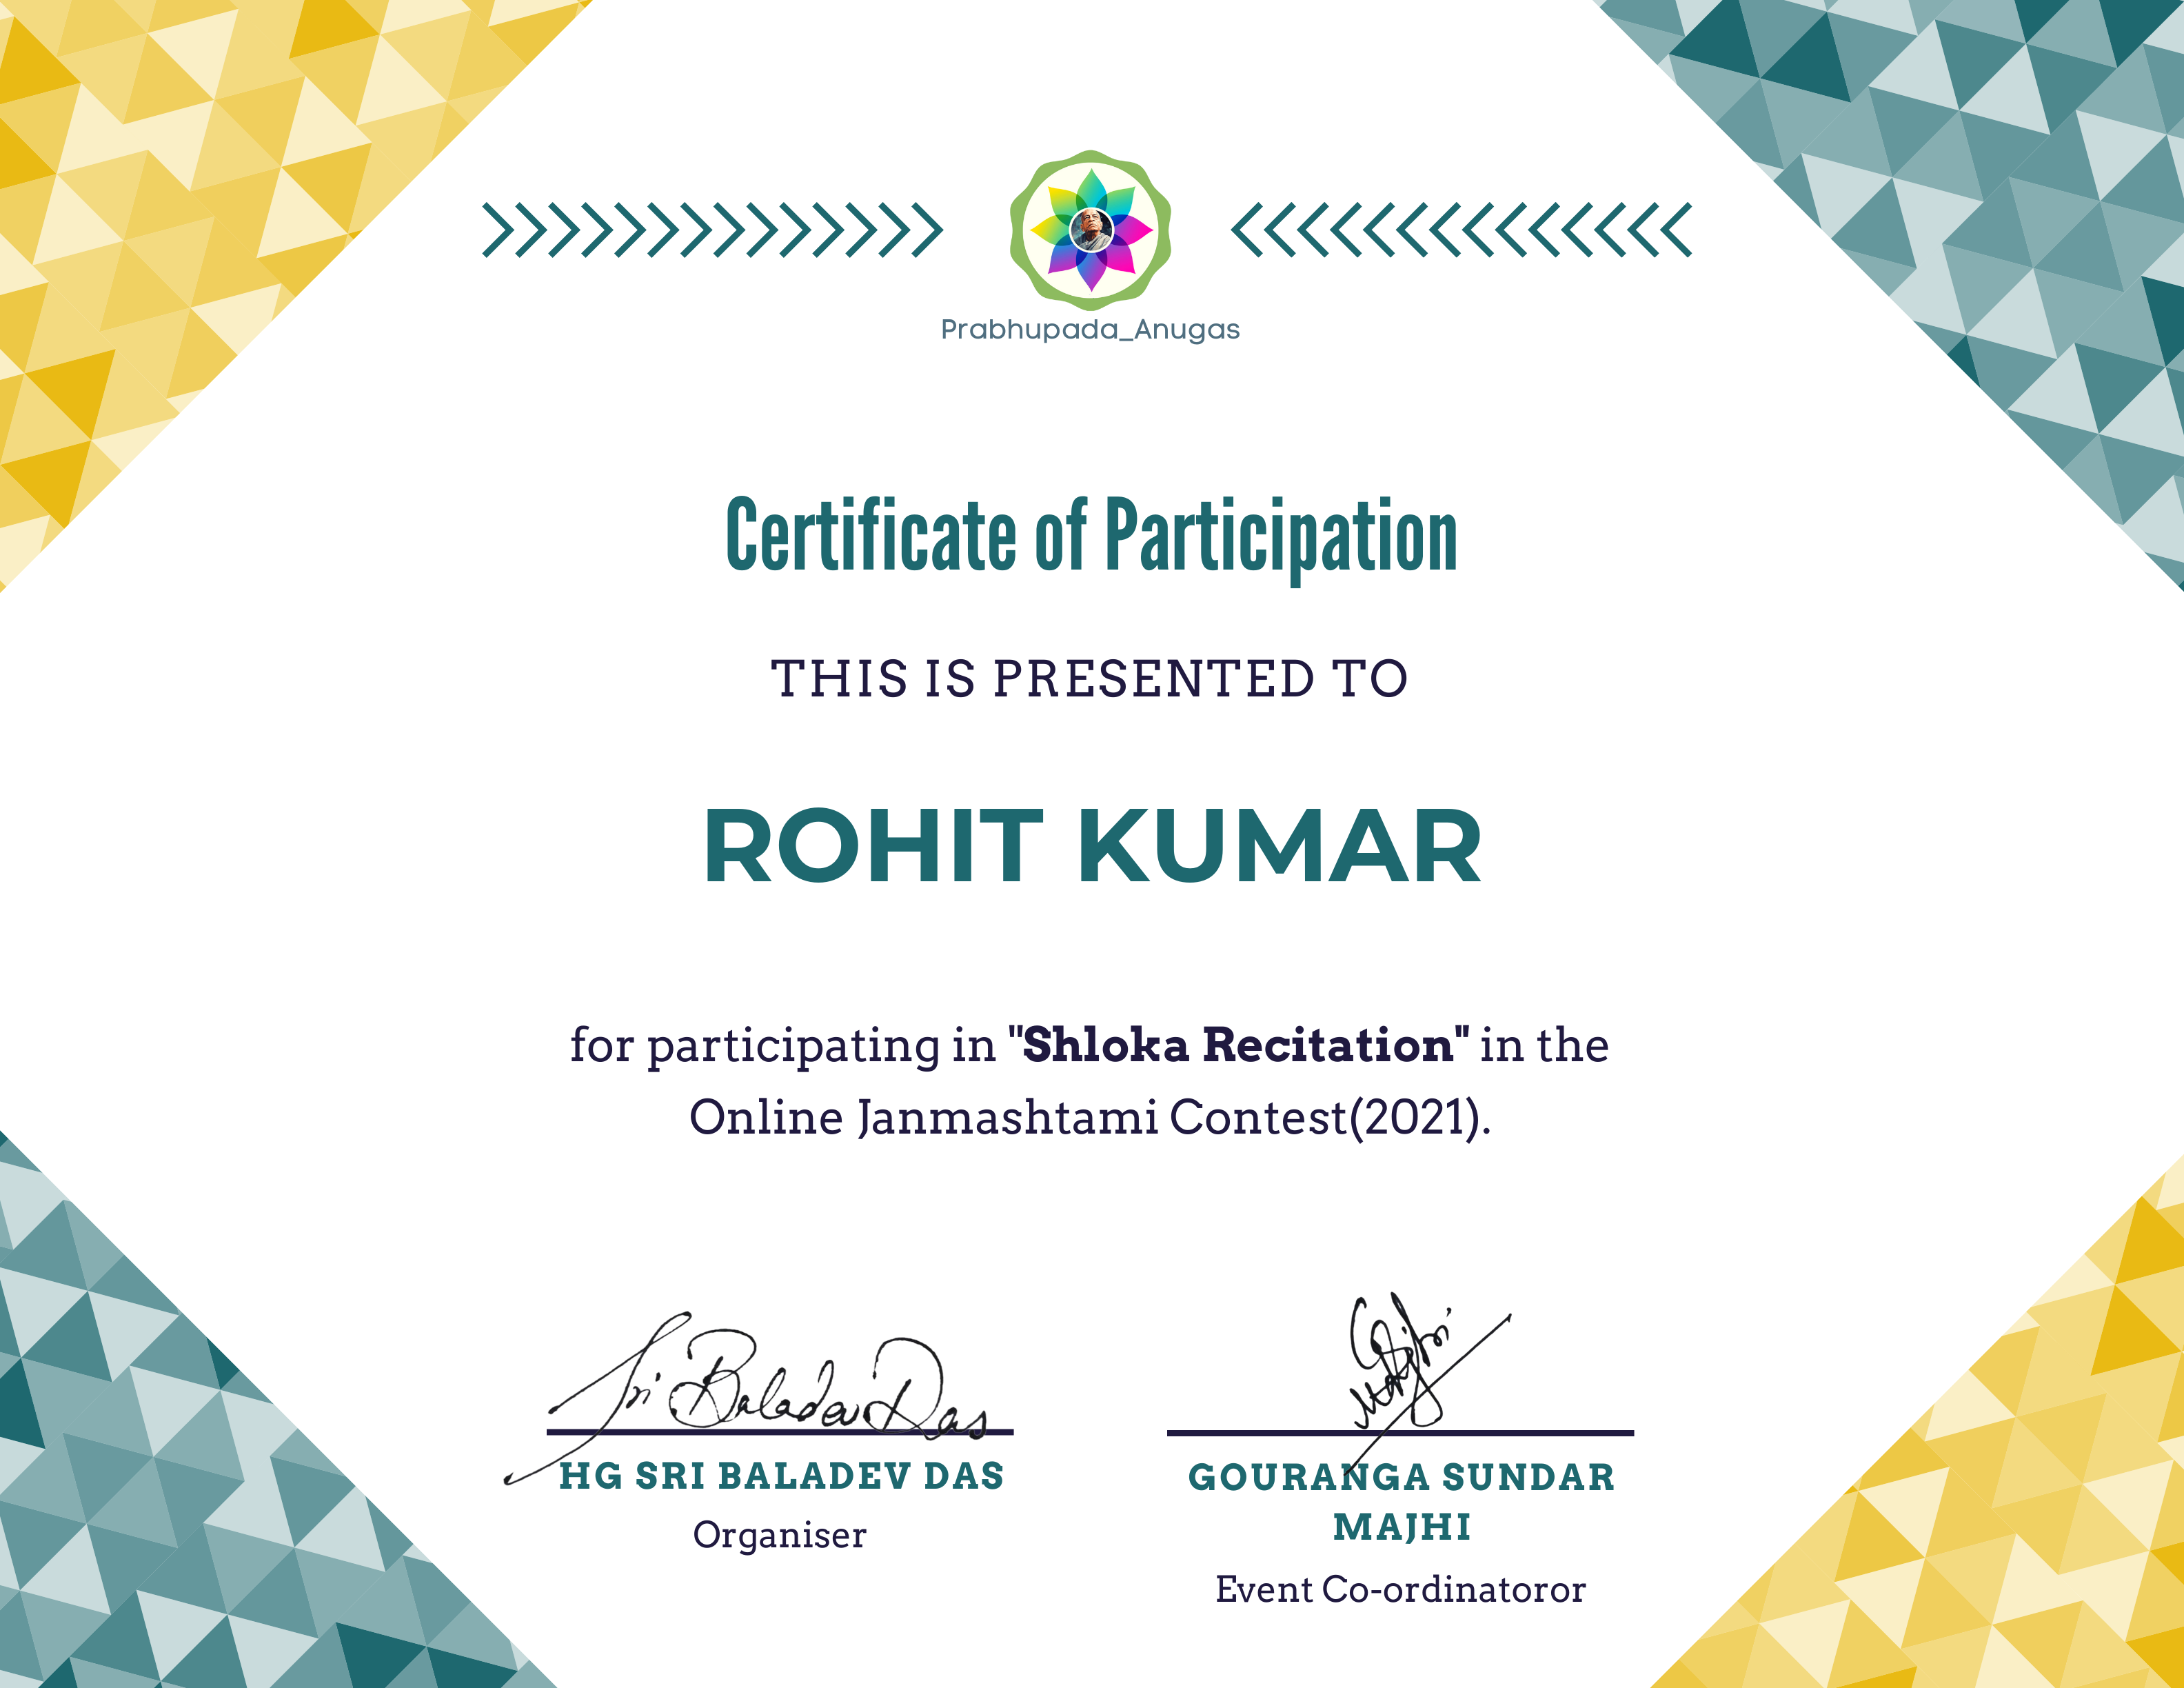 Prabhupada_Anugas
Certificate of Participation
THIS IS PRESENTED TO
ROHIT KUMAR
for participating in "Shloka Recitation" in the
Online Janmashtami Contest(2021).
Sri Baladev Das
HG SRI BALADEV DAS
Organiser
GOURANGA SUNDAR
MAJHI
Event Co-ordinatoror